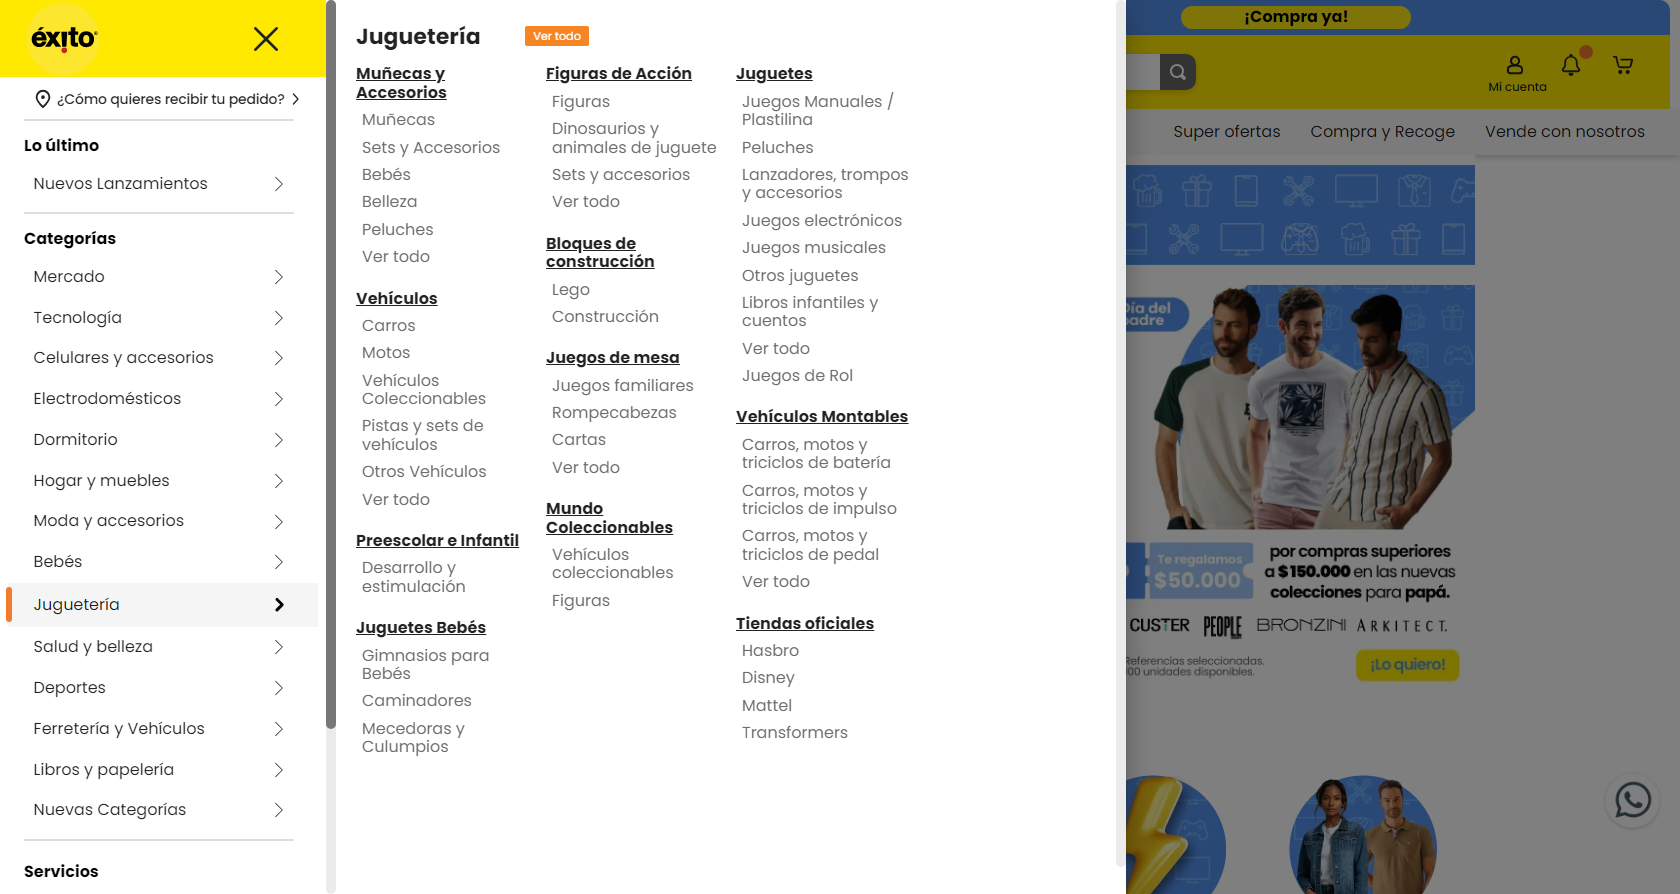 éxito
¿Cómo quieres recibir tu pedido?
Lo último
Nuevos Lanzamientos
Categorías
Mercado
Tecnología
Celulares y accesorios
Electrodomésticos
Dormitorio
Hogar y muebles
Moda y accesorios
Bebés
Juguetería
Salud y belleza
Deportes
Ferretería y Vehículos
Libros y papelería
Nuevas Categorías
Servicios
Juguetería
Ver todo
Muñecas y
Accesorios
Muñecas
Sets y Accesorios
Bebés
Belleza
Peluches
Ver todo
Vehículos
Carros
Motos
Vehículos
Coleccionables
Pistas y sets de
vehículos
Otros Vehículos
Ver todo
Preescolar e Infantil
Desarrollo y
estimulación
Juguetes Bebés
Gimnasios para
Bebés
Caminadores
Mecedoras y
Culumpios
Figuras de Acción
Figuras
Dinosaurios y
animales de juguete
Sets y accesorios
Ver todo
Bloques de
construcción
Lego
Construcción
Juegos de mesa
Juegos familiares
Rompecabezas
Cartas
Ver todo
Mundo
Coleccionables
Vehículos
coleccionables
Figuras
Juguetes
Juegos Manuales /
Plastilina
Peluches
Lanzadores, trompos
y accesorios
Juegos electrónicos
Juegos musicales
Otros juguetes
Libros infantiles y
cuentos
Ver todo
Juegos de Rol
Vehículos Montables
Carros, motos y
triciclos de batería
Carros, motos y
triciclos de impulso
Carros, motos y
triciclos de pedal
Ver todo
Tiendas oficiales
Hasbro
Disney
Mattel
Transformers
¡Compra ya!
Mi cuenta
Super ofertas
Compra y Recoge
Vende con nosotros
Día del
padre
Te regalamos
$50.000
por compras superiores
a $150.000 en las nuevas
colecciones para papá.
CUSTER PEOPLE BRONZINI ARKITECT.
Referencias seleccionadas.
00 unidades disponibles.
¡Lo quiero!